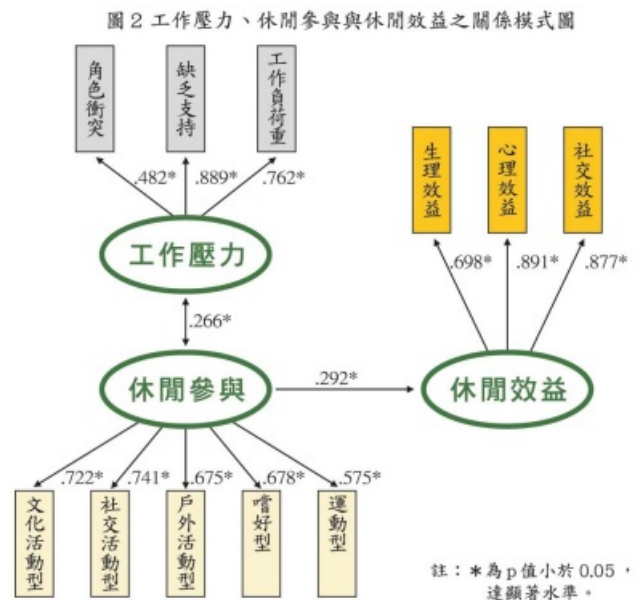 圖2 工作壓力、休閒參與與休閒效益之關係模式圖
角色衝突
缺乏支持
工作負荷重
.482*
.889*
.762*
工作壓力
生理效益
心理效益
社交效益
.698*
.891*
.877*
.266*
休閒參與
.292*
休閒效益
.722*
.741*
.675*
.678*
.575*
文化活動型
社交活動型
戶外活動型
嗜好型
運動型
註：*為p值小於0.05，
達顯著水準。